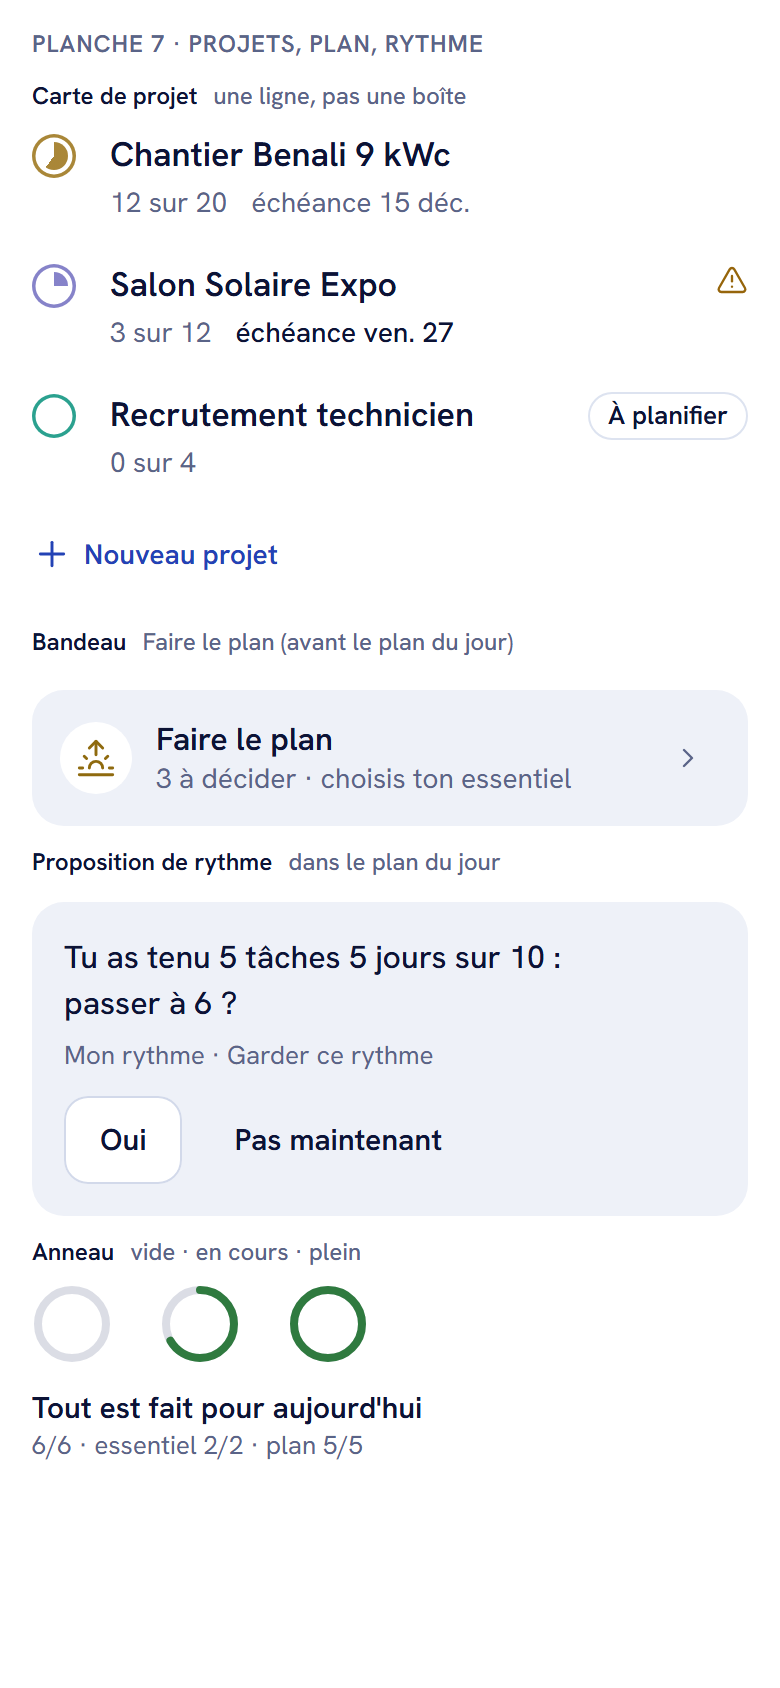 PLANCHE 7 · PROJETS, PLAN, RYTHME
Carte de projet une ligne, pas une boîte
Chantier Benali 9 kWc
12 sur 20 échéance 15 déc.
Salon Solaire Expo
3 sur 12 échéance ven. 27
Recrutement technicien À planifier
0 sur 4
Nouveau projet
Bandeau Faire le plan (avant le plan du jour)
Faire le plan
3 à décider · choisis ton essentiel
Proposition de rythme dans le plan du jour
Tu as tenu 5 tâches 5 jours sur 10 :
passer à 6 ?
Mon rythme · Garder ce rythme
Oui Pas maintenant
Anneau vide · en cours · plein
Tout est fait pour aujourd'hui
6/6 · essentiel 2/2 · plan 5/5